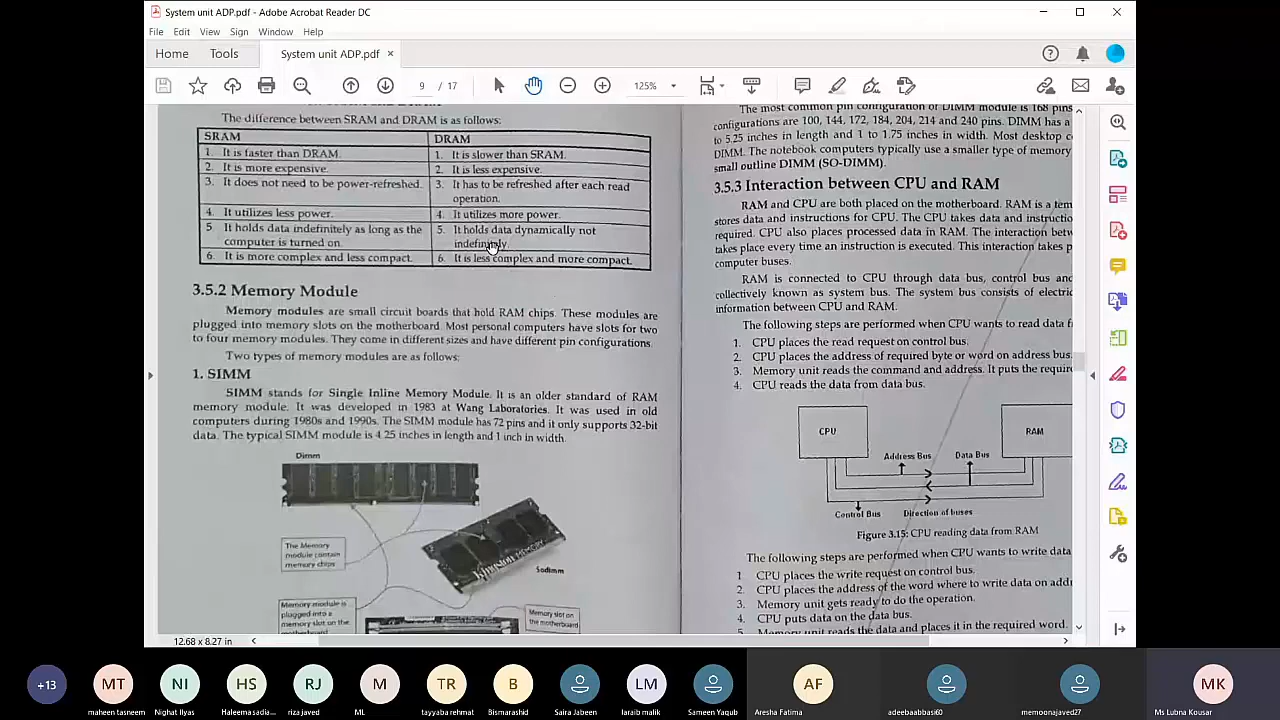 System unit ADP.pdf - Adobe Acrobat Reader DC
File Edit View Sign Window Help
Home Tools System unit ADP.pdf ×
9 / 17 125%
The difference between SRAM and DRAM is as follows:
SRAM DRAM
1. It is faster than DRAM. 1. It is slower than SRAM.
2. It is more expensive. 2. It is less expensive.
3. It does not need to be power-refreshed. 3. It has to be refreshed after each read
operation.
4. It utilizes less power. 4. It utilizes more power.
5 It holds data indefinitely as long as the 5. It holds data dynamically not
computer is turned on. indefinitely.
6. It is more complex and less compact. 6. It is less complex and more compact.
3.5.2 Memory Module
Memory modules are small circuit boards that hold RAM chips. These modules are
plugged into memory slots on the motherboard. Most personal computers have slots for two
to four memory modules. They come in different sizes and have different pin configurations.
Two types of memory modules are as follows:
1. SIMM
SIMM stands for Single Inline Memory Module. It is an older standard of RAM
memory module. It was developed in 1983 at Wang Laboratories. It was used in old
computers during 1980s and 1990s. The SIMM module has 72 pins and it only supports 32-bit
data. The typical SIMM module is 4.25 inches in length and 1 inch in width.
Dimm
The Memory
module contain
memory chips
Sodimm
Memory module is
plugged into a
memory slot on the
motherboard
Memory slot on
the motherboard
The most common pin configuration of DIMM module is 168 pins
configurations are 100, 144, 172, 184, 204, 214 and 240 pins. DIMM has a
to 5.25 inches in length and 1 to 1.75 inches in width. Most desktop c
DIMM. The notebook computers typically use a smaller type of memory
small outline DIMM (SO-DIMM).
3.5.3 Interaction between CPU and RAM
RAM and CPU are both placed on the motherboard. RAM is a tem
stores data and instructions for CPU. The CPU takes data and instructio
required. CPU also places processed data in RAM. The interaction betw
takes place every time an instruction is executed. This interaction takes p
computer buses.
RAM is connected to CPU through data bus, control bus and
collectively known as system bus. The system bus consists of electric
information between CPU and RAM.
The following steps are performed when CPU wants to read data f
1. CPU places the read request on control bus.
2. CPU places the address of required byte or word on address bus.
3. Memory unit reads the command and address. It puts the require
4. CPU reads the data from data bus.
CPU RAM
Address Bus Data Bus
Control Bus Direction of buses
Figure 3.15: CPU reading data from RAM
The following steps are performed when CPU wants to write data
1 CPU places the write request on control bus.
2. CPU places the address of the word where to write data on addr
3. Memory unit gets ready to do the operation.
4. CPU puts data on the data bus.
5. Memory unit reads the data and places it in the required word.
12.68 x 8.27 in
+13 MT NI HS RJ M TR B LM AF MK
maheen tasneem Nighat Ilyas Haleema sadia... riza javed ML tayyaba rehmat Bismarashid Saira Jabeen laraib malik Sameen Yaqub Aresha Fatima adeebaabbasi60 memoonajaved27 Ms Lubna Kousar